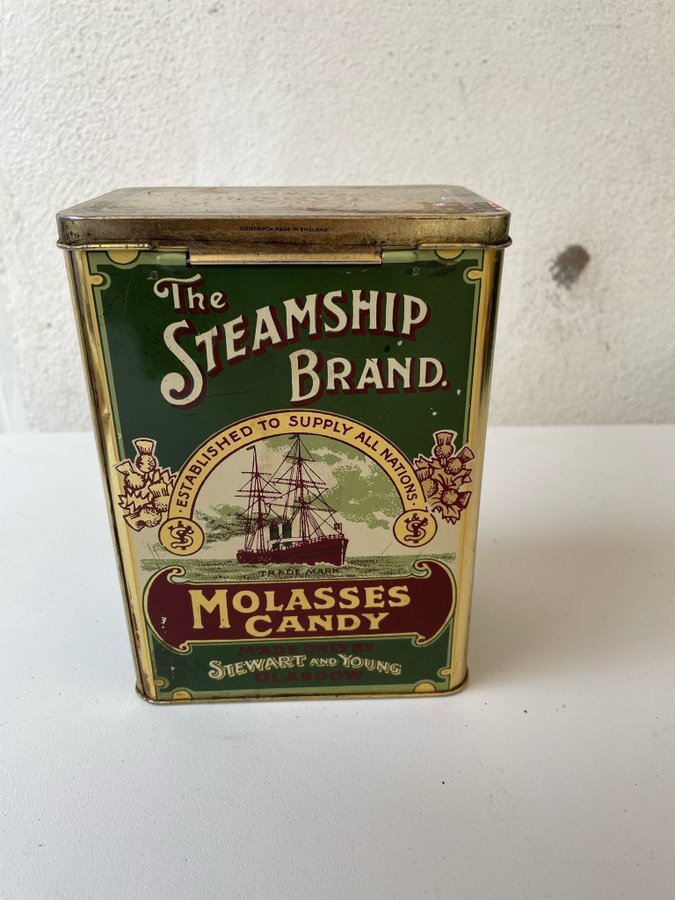 CONTAINER MADE IN ENGLAND
The
STEAMSHIP
BRAND.
· ESTABLISHED TO SUPPLY ALL NATIONS ·
TRADE MARK
MOLASSES
CANDY
MADE ONLY BY
STEWART AND YOUNG
GLASGOW